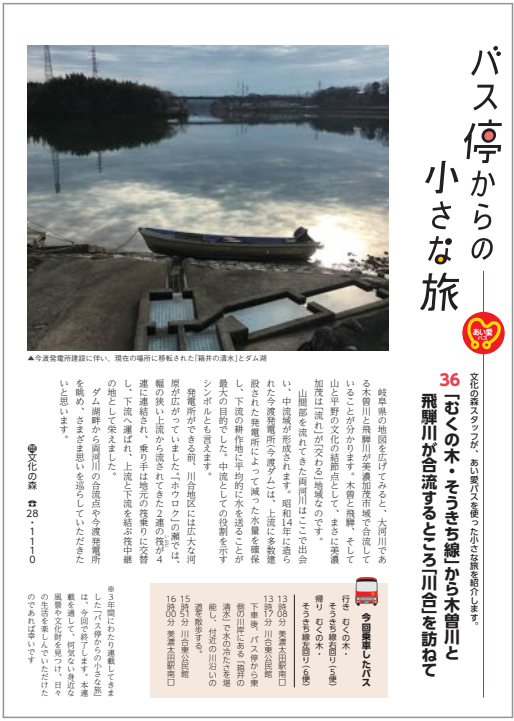 バス停からの
小さな旅
あい愛
バス
文化の森スタッフが、あい愛バスを使った小さな旅を紹介します。
36
「むくの木・そうきち線」から木曽川と
飛騨川が合流するところ「川合」を訪ねて
▲今渡発電所建設に伴い、現在の場所に移転された「箱井の清水」とダム湖
岐阜県の地図を広げてみると、大河川であ
る木曽川と飛騨川が美濃加茂市域で合流して
いることが分かります。木曽と飛騨、そして
山と平野の文化の結節点として、まさに美濃
加茂は「流れ」が「交わる」地域なのです。
山間部を流れてきた両河川はここで出会
い、中流域が形成されます。昭和14年に造ら
れた今渡発電所（今渡ダム）は、上流に多数建
設された発電所によって減った水量を確保
し、下流の耕作地に平均的に水を送ることが
最大の目的でした。中流としての役割を示す
シンボルとも言えます。
発電所ができる前、川合地区には広大な河
原が広がっていました。「ホウロク」の瀬では、
幅の狭い上流から流されてきた2連の筏が4
連に連結され、乗り手は地元の筏乗りに交替
し、下流へ運ばれ、上流と下流を結ぶ筏中継
の地として栄えました。
ダム湖畔から両河川の合流点や今渡発電所
を眺め、さまざま思いを巡らしていただきた
いと思います。
問文化の森 ☎28・1110
今回乗車したバス
行き むくの木・
そうきち線右回り（5便）
帰り むくの木・
そうきち線左回り（6便）
13時08分 美濃太田駅南口
13時17分 川合東公民館
下車後、バス停から東
側の川岸にある「箱井の
清水」で水の冷たさを堪
能し、付近の川沿いの
道を散歩する。
15時51分 川合東公民館
16時00分 美濃太田駅南口
※3年間にわたり連載してきま
した「バス停からの小さな旅」
は、今回で終了します。本連
載を通して、何気ない身近な
風景や文化財を見つけ、日々
の生活を楽しんでいただけた
のであれば幸いです